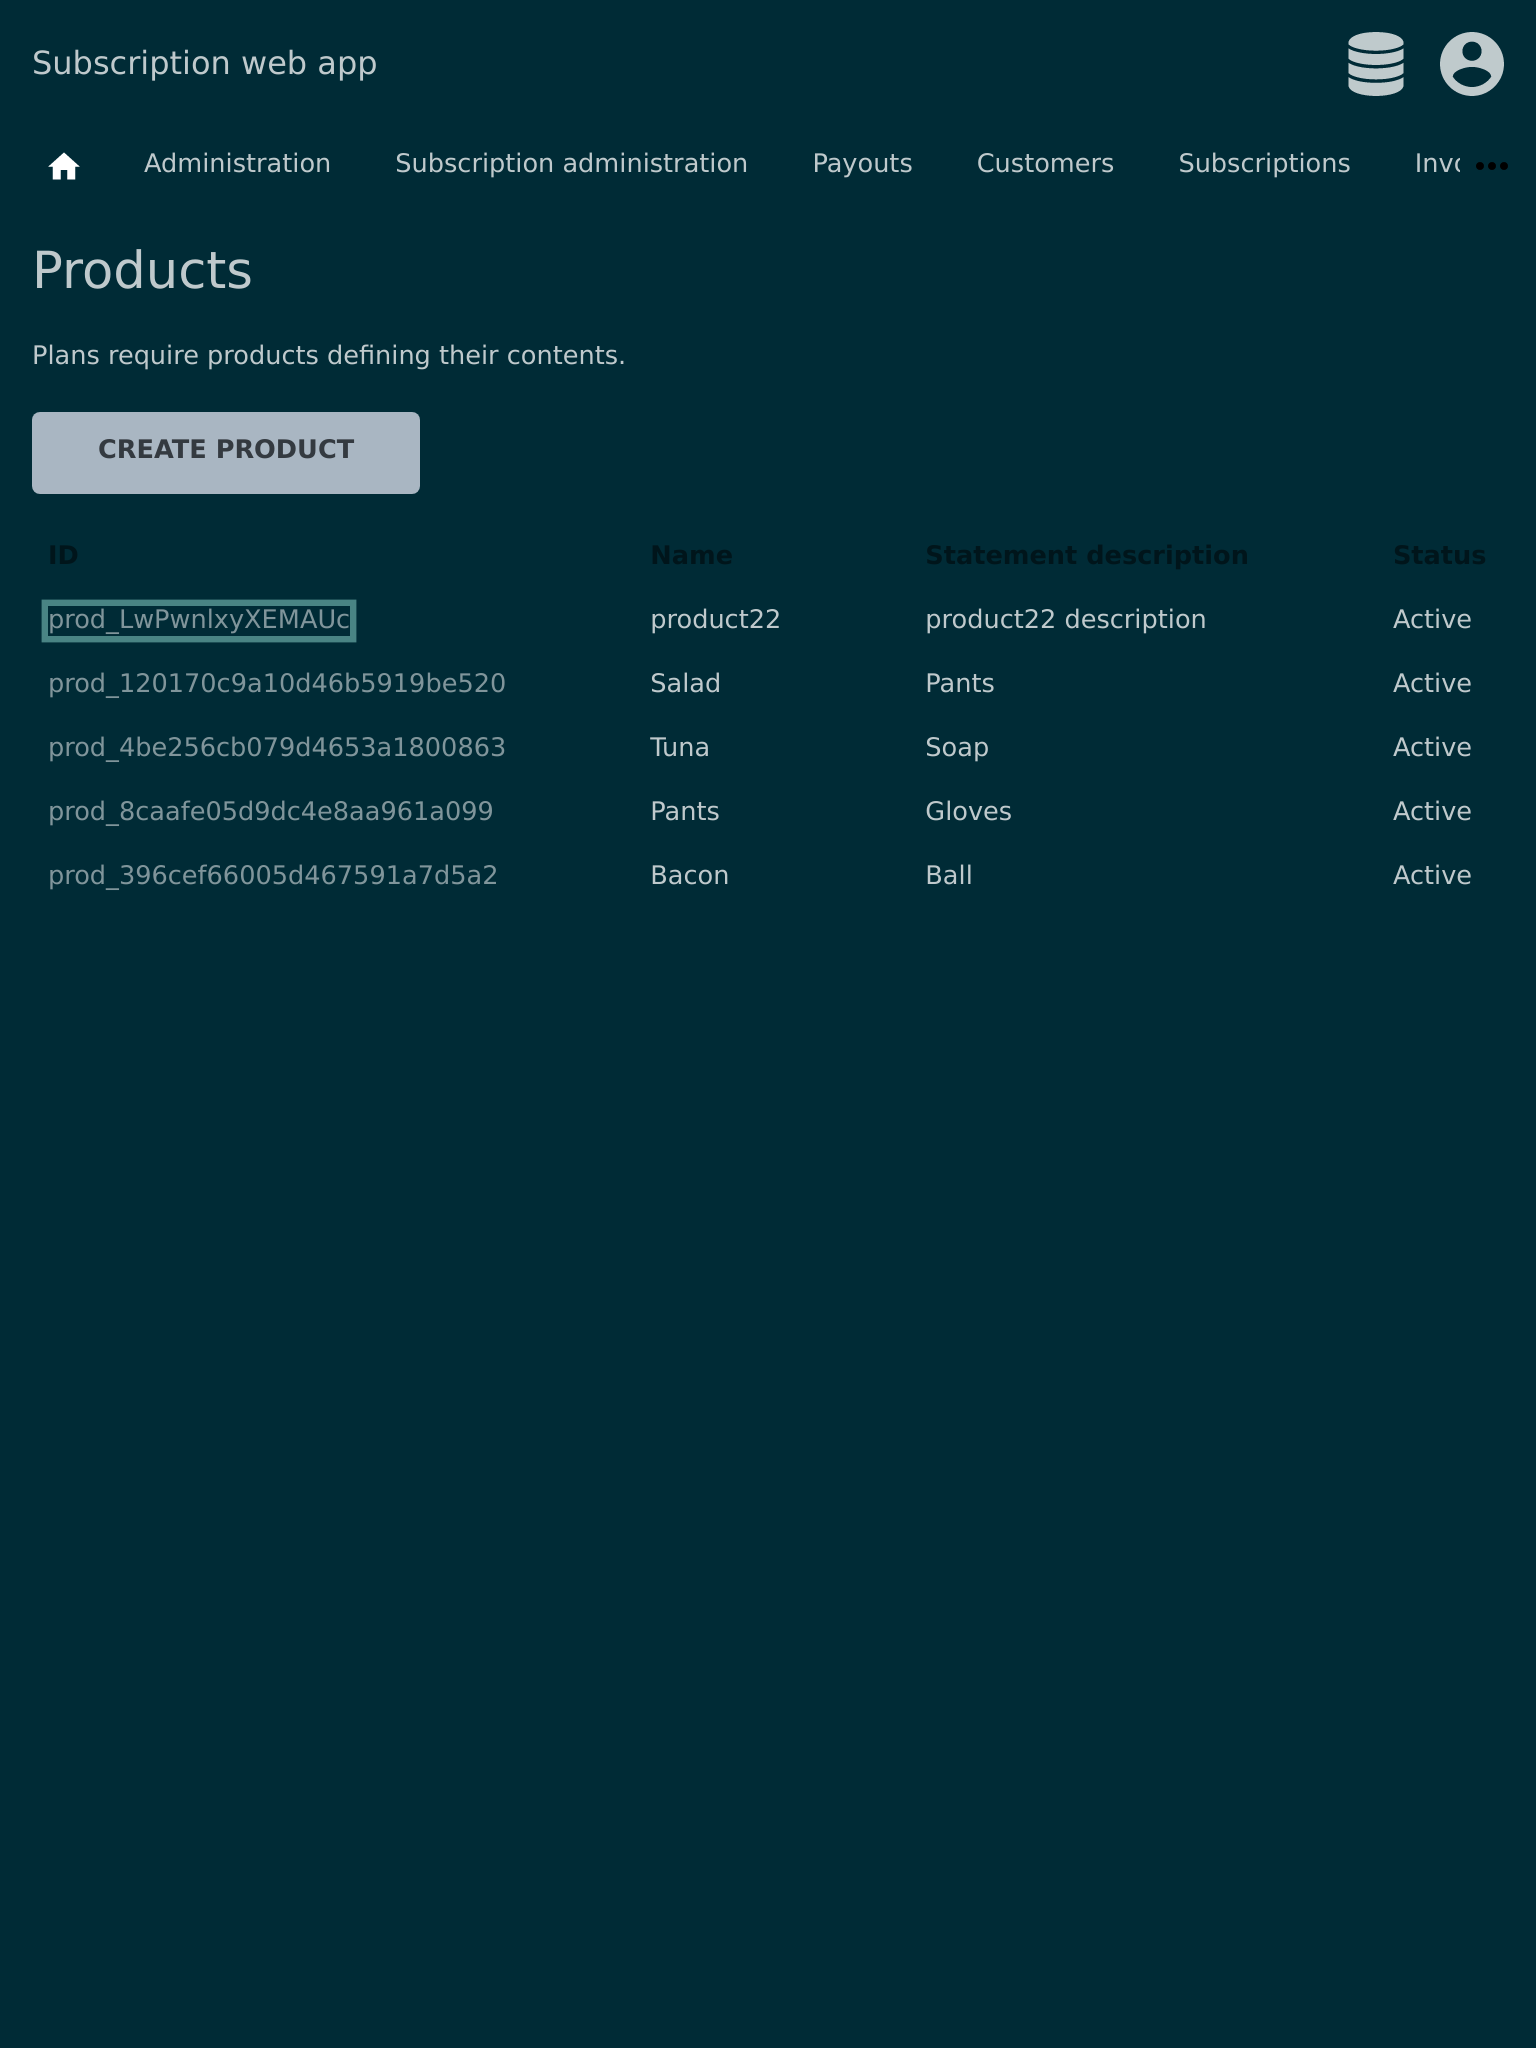 Subscription web app
Administration Subscription administration Payouts Customers Subscriptions
Products
Plans require products defining their contents.
CREATE PRODUCT
ID Name Statement description Status
prod_LwPwnlxyXEMAUc product22 product22 description Active
prod_120170c9a10d46b5919be520 Salad Pants Active
prod_4be256cb079d4653a1800863 Tuna Soap Active
prod_8caafe05d9dc4e8aa961a099 Pants Gloves Active
prod_396cef66005d467591a7d5a2 Bacon Ball Active